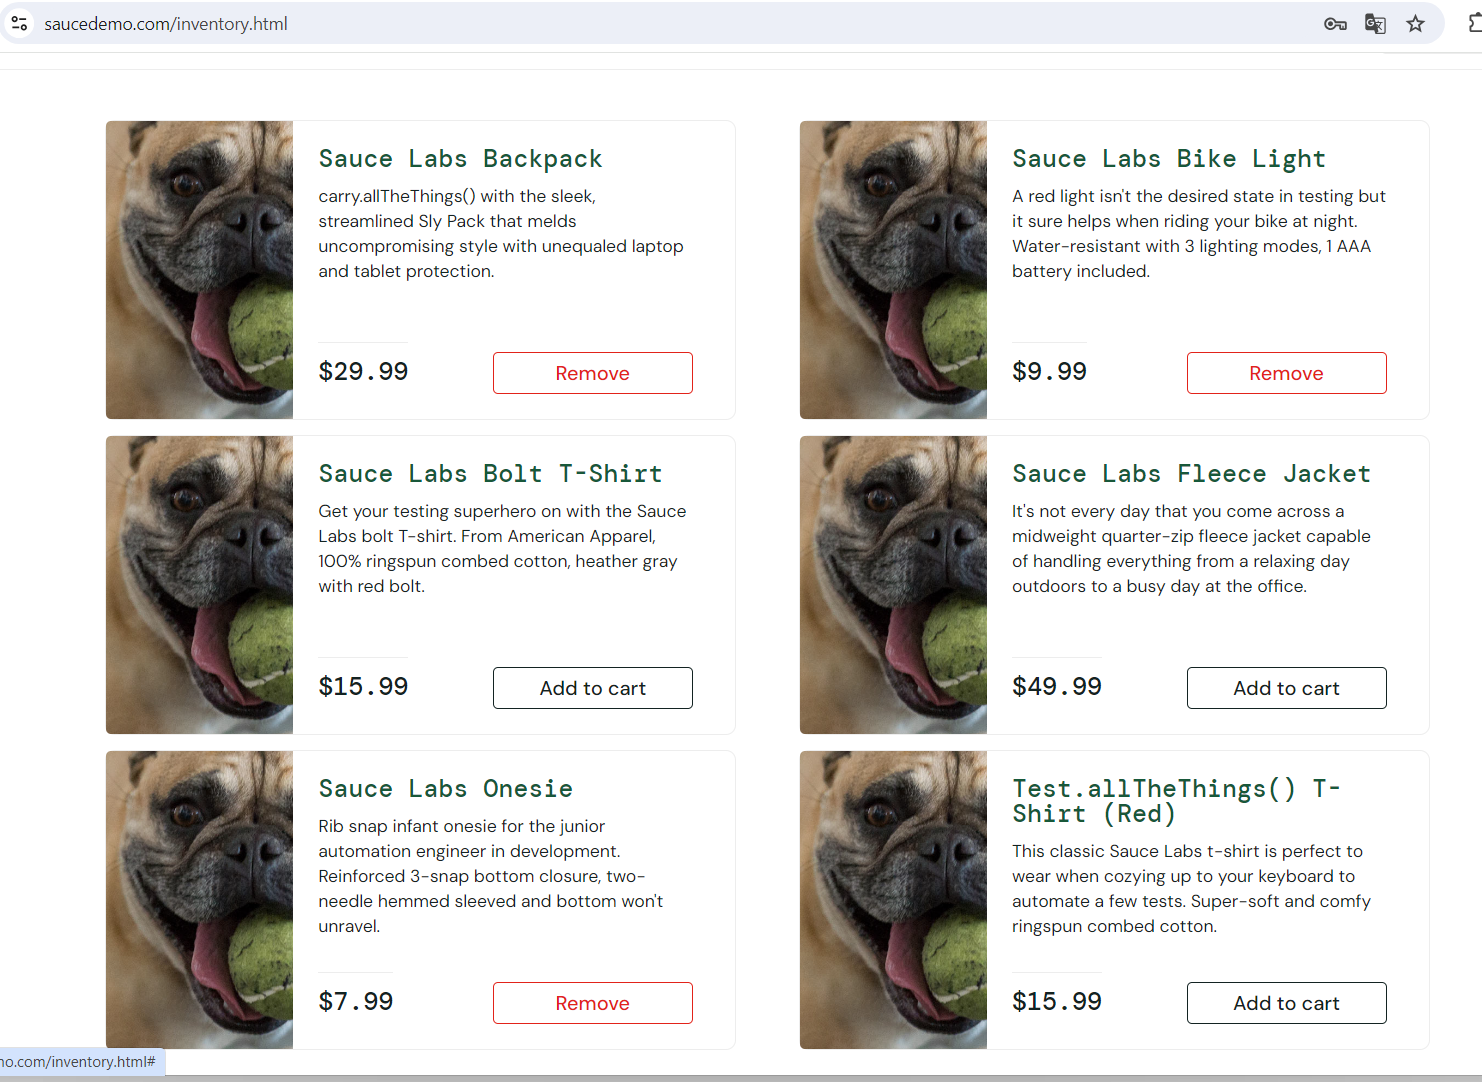 saucedemo.com/inventory.html
Sauce Labs Backpack
carry.allTheThings() with the sleek,
streamlined Sly Pack that melds
uncompromising style with unequaled laptop
and tablet protection.
$29.99
Remove
Sauce Labs Bike Light
A red light isn't the desired state in testing but
it sure helps when riding your bike at night.
Water-resistant with 3 lighting modes, 1 AAA
battery included.
$9.99
Remove
Sauce Labs Bolt T-Shirt
Get your testing superhero on with the Sauce
Labs bolt T-shirt. From American Apparel,
100% ringspun combed cotton, heather gray
with red bolt.
$15.99
Add to cart
Sauce Labs Fleece Jacket
It's not every day that you come across a
midweight quarter-zip fleece jacket capable
of handling everything from a relaxing day
outdoors to a busy day at the office.
$49.99
Add to cart
Sauce Labs Onesie
Rib snap infant onesie for the junior
automation engineer in development.
Reinforced 3-snap bottom closure, two-
needle hemmed sleeved and bottom won't
unravel.
$7.99
Remove
Test.allTheThings() T-
Shirt (Red)
This classic Sauce Labs t-shirt is perfect to
wear when cozying up to your keyboard to
automate a few tests. Super-soft and comfy
ringspun combed cotton.
$15.99
Add to cart
mo.com/inventory.html#